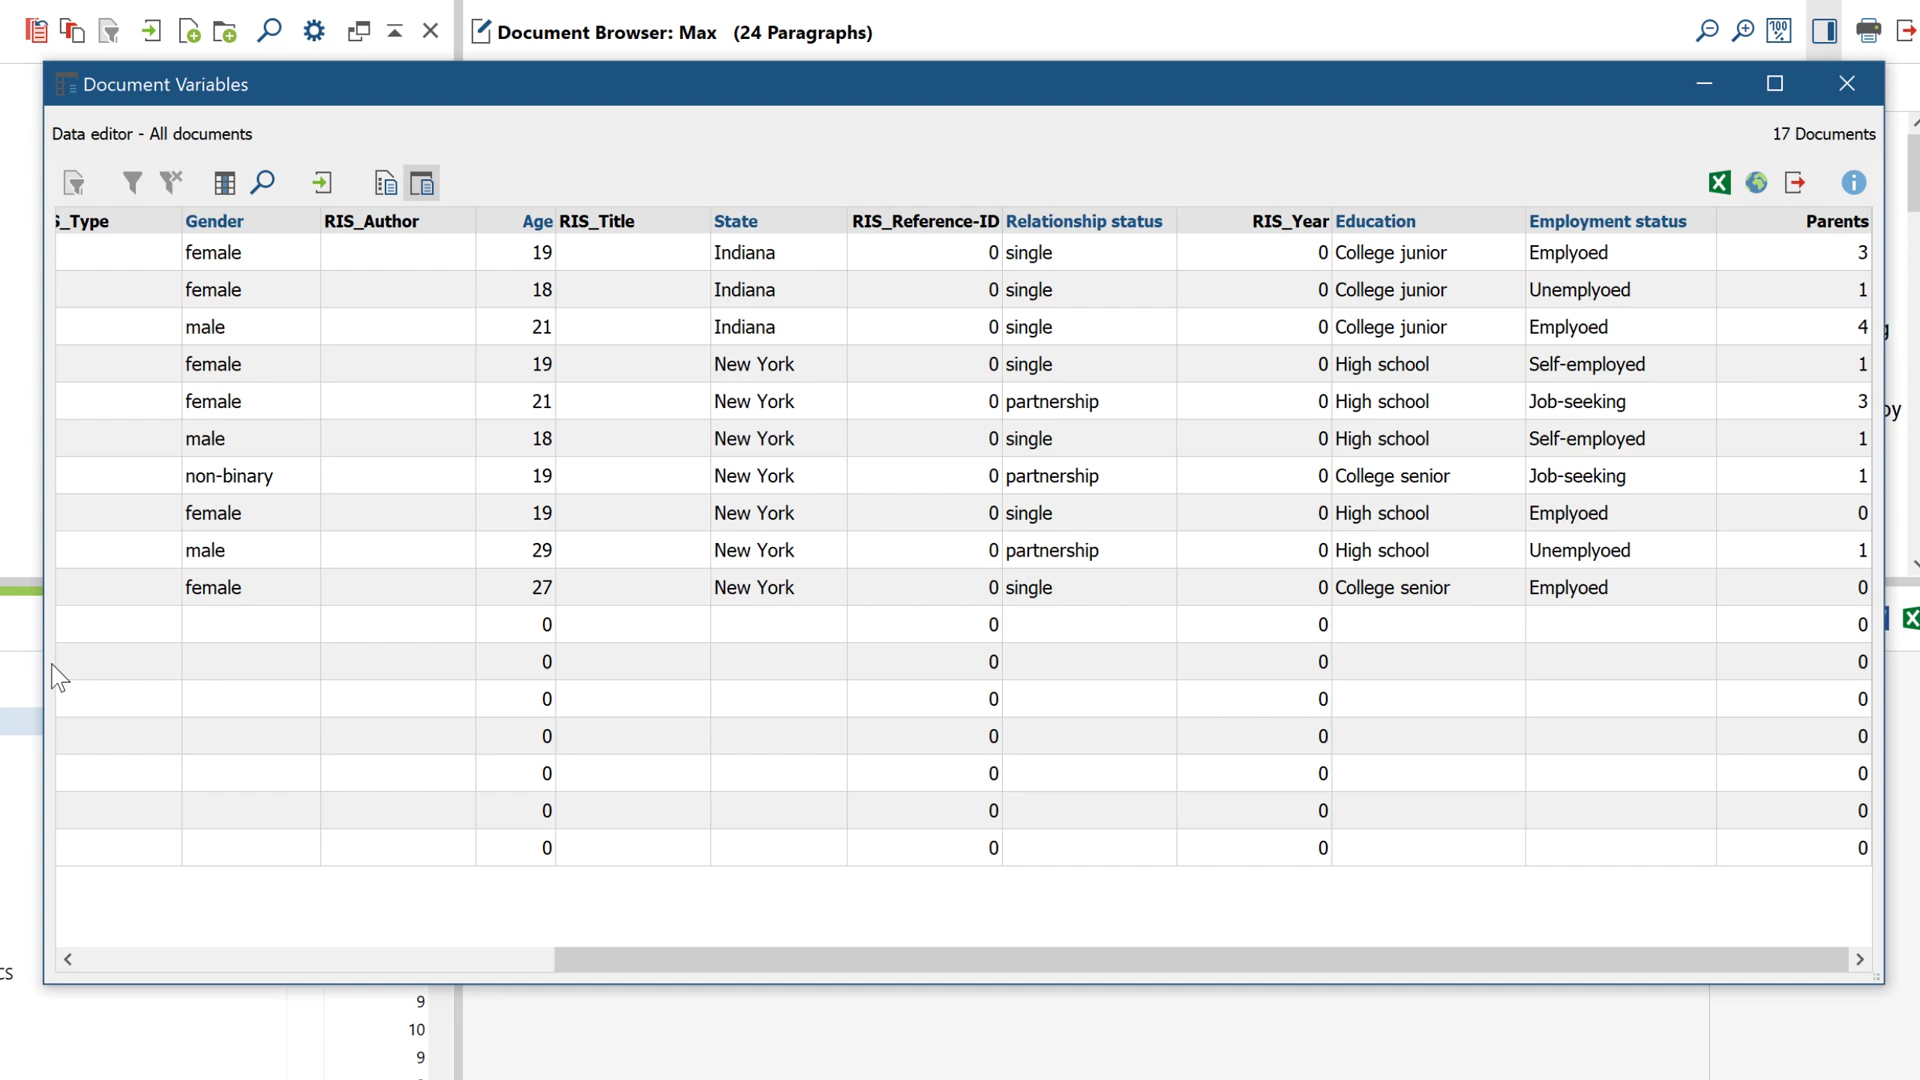 Document Browser: Max (24 Paragraphs)
Document Variables
Data editor - All documents 17 Documents
S_Type Gender RIS_Author Age RIS_Title State RIS_Reference-ID Relationship status RIS_Year Education Employment status Parents
female 19 Indiana 0 single 0 College junior Emplyoed 3
female 18 Indiana 0 single 0 College junior Unemplyoed 1
male 21 Indiana 0 single 0 College junior Emplyoed 4
female 19 New York 0 single 0 High school Self-employed 1
female 21 New York 0 partnership 0 High school Job-seeking 3
male 18 New York 0 single 0 High school Self-employed 1
non-binary 19 New York 0 partnership 0 College senior Job-seeking 1
female 19 New York 0 single 0 High school Emplyoed 0
male 29 New York 0 partnership 0 High school Unemplyoed 1
female 27 New York 0 single 0 College senior Emplyoed 0
0 0 0 0
0 0 0 0
0 0 0 0
0 0 0 0
0 0 0 0
0 0 0 0
0 0 0 0
9
10
9